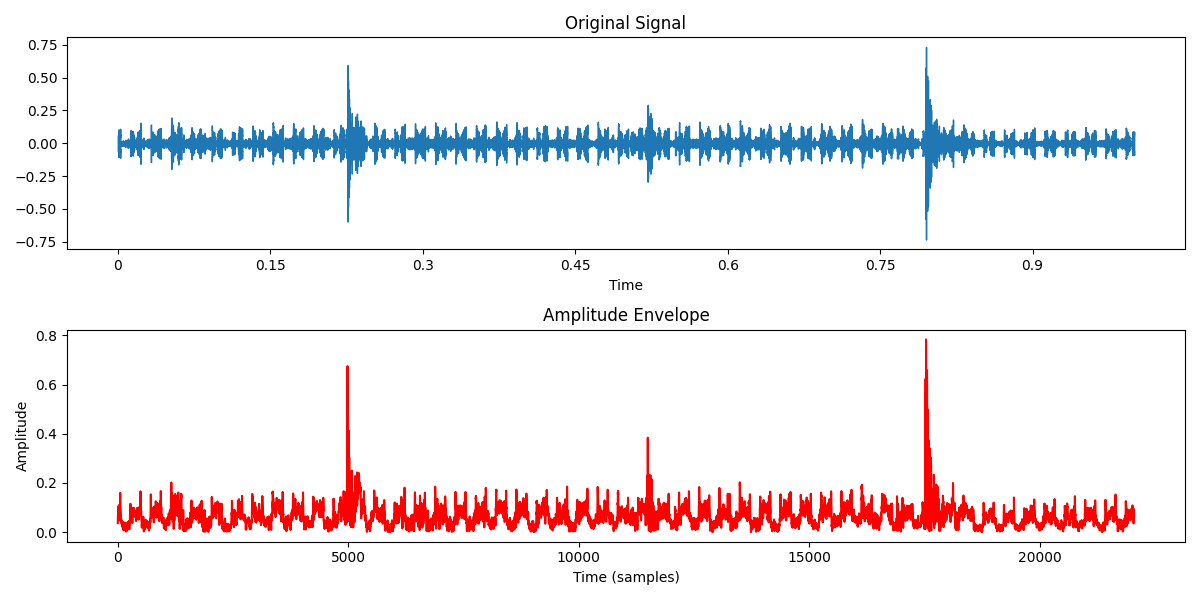 Original Signal
0.75
0.50
0.25
0.00
−0.25
−0.50
−0.75
0 0.15 0.3 0.45 0.6 0.75 0.9
Time
Amplitude Envelope
0.8
0.6
0.4
0.2
0.0
Amplitude
0 5000 10000 15000 20000
Time (samples)